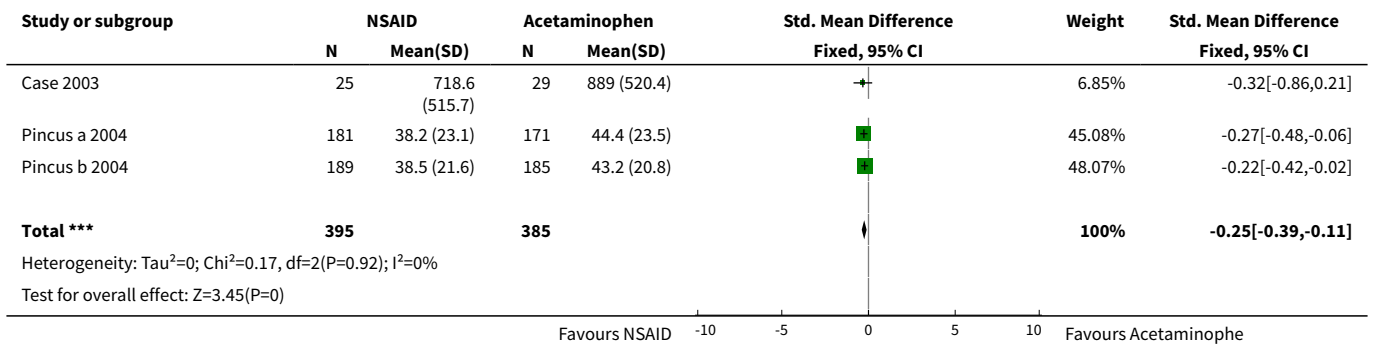 Study or subgroup NSAID Acetaminophen Std. Mean Difference Weight Std. Mean Difference
N Mean(SD) N Mean(SD) Fixed, 95% CI Fixed, 95% CI
Case 2003 25 718.6 29 889 (520.4) 6.85% -0.32[-0.86,0.21]
(515.7)
Pincus a 2004 181 38.2 (23.1) 171 44.4 (23.5) 45.08% -0.27[-0.48,-0.06]
Pincus b 2004 189 38.5 (21.6) 185 43.2 (20.8) 48.07% -0.22[-0.42,-0.02]
Total *** 395 385 100% -0.25[-0.39,-0.11]
Heterogeneity: Tau²=0; Chi²=0.17, df=2(P=0.92); I²=0%
Test for overall effect: Z=3.45(P=0)
Favours NSAID -10 -5 0 5 10 Favours Acetaminophe